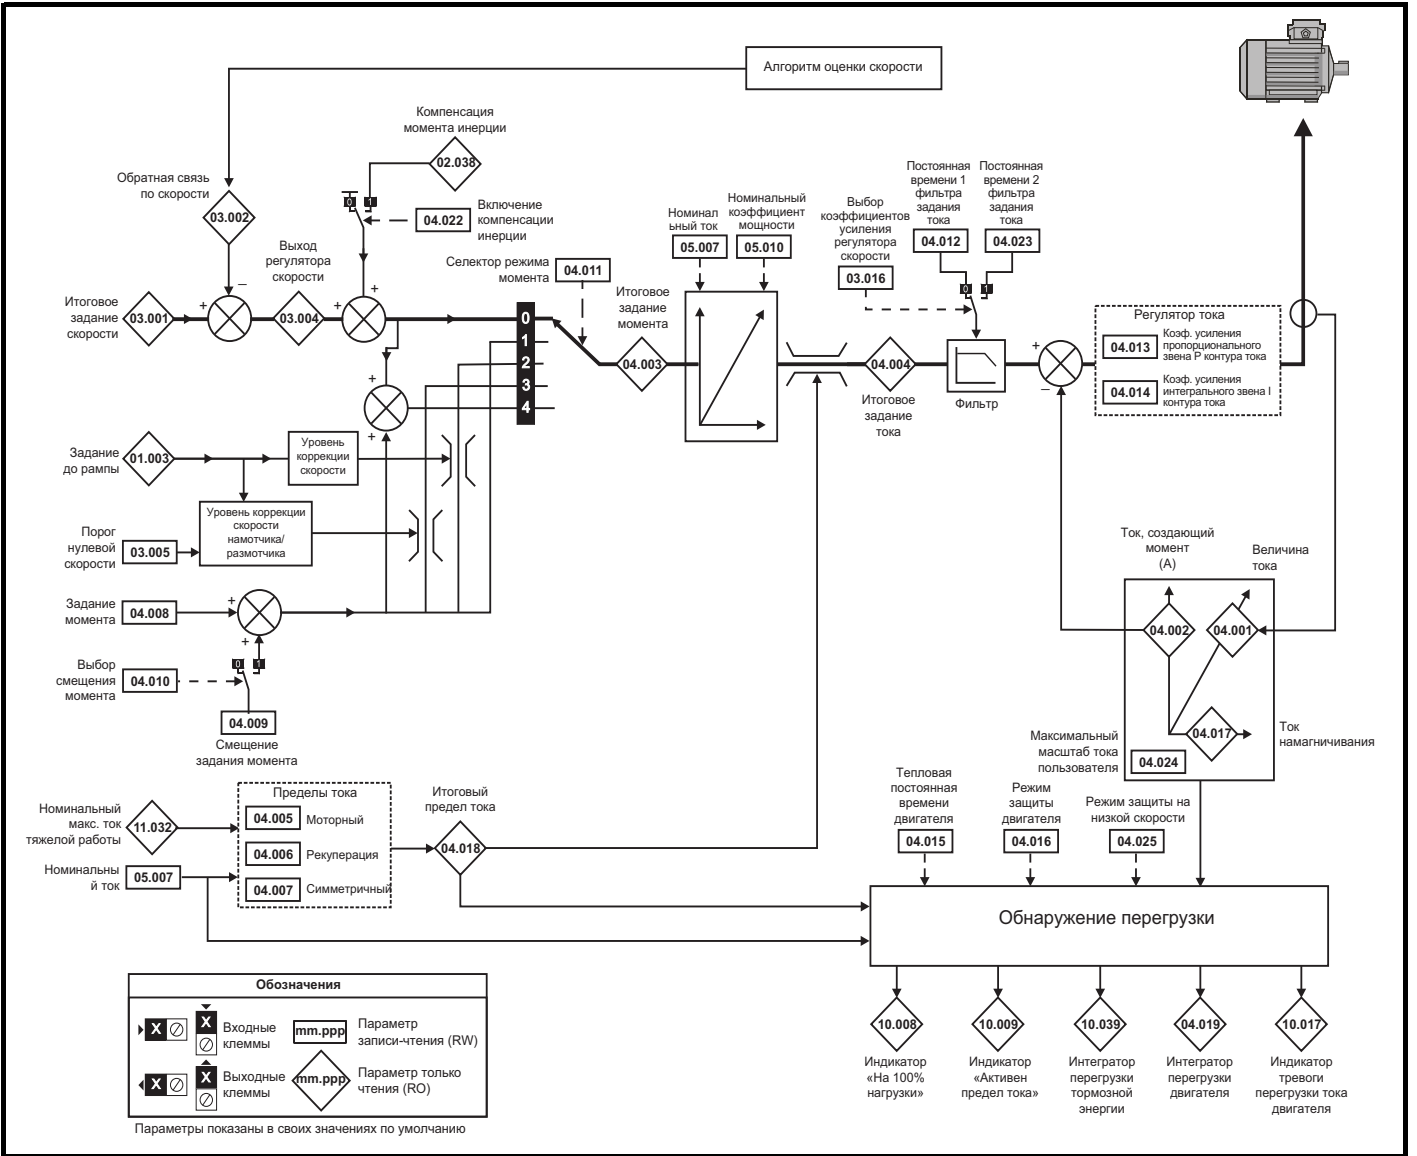 Алгоритм оценки скорости
Компенсация
момента инерции
02.038
Обратная связь
по скорости
03.002
0
1
04.022
Включение
компенсации
инерции
Выход
регулятора
скорости
Селектор режима
момента
04.011
Итоговое
задание
скорости
03.001
+
–
03.004
+
+
0
1
2
3
4
Итоговое
задание
момента
04.003
Номинал
ьный ток
05.007
Номинальный
коэффициент
мощности
05.010
Выбор
коэффициентов
усиления
регулятора
скорости
03.016
Постоянная
времени 1
фильтра
задания
тока
04.012
Постоянная
времени 2
фильтра
задания
тока
04.023
0
1
04.004
Итоговое
задание
тока
Фильтр
+
–
Регулятор тока
04.013
Коэф. усиления
пропорционального
звена P контура тока
04.014
Коэф. усиления
интегрального звена I
контура тока
+
+
Задание
до рампы
01.003
Уровень
коррекции
скорости
Уровень коррекции
скорости
намотчика/
размотчика
Порог
нулевой
скорости
03.005
Задание
момента
04.008
+
+
0
1
Выбор
смещения
момента
04.010
04.009
Смещение
задания момента
Ток, создающий
момент
(A)
Величина
тока
04.002
04.001
04.017
Ток
намагничивания
Максимальный
масштаб тока
пользователя
04.024
Номинальный
макс. ток
тяжелой работы
11.032
Номинальны
й ток
05.007
Пределы тока
04.005
Моторный
04.006
Рекуперация
04.007
Симметричный
Итоговый
предел тока
04.018
Тепловая
постоянная
времени
двигателя
04.015
Режим
защиты
двигателя
04.016
Режим защиты на
низкой скорости
04.025
Обнаружение перегрузки
10.008
Индикатор
«На 100%
нагрузки»
10.009
Индикатор
«Активен
предел тока»
10.039
Интегратор
перегрузки
тормозной
энергии
04.019
Интегратор
перегрузки
двигателя
10.017
Индикатор
тревоги
перегрузки тока
двигателя
Обозначения
X
X
Входные
клеммы
mm.ppp
Параметр
записи-чтения (RW)
X
X
Выходные
клеммы
mm.ppp
Параметр только
чтения (RO)
Параметры показаны в своих значениях по умолчанию